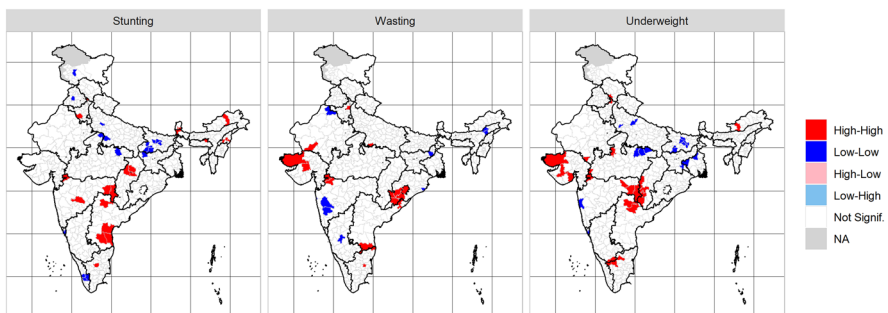 Stunting
Wasting
Underweight
High-High
Low-Low
High-Low
Low-High
Not Signif.
NA